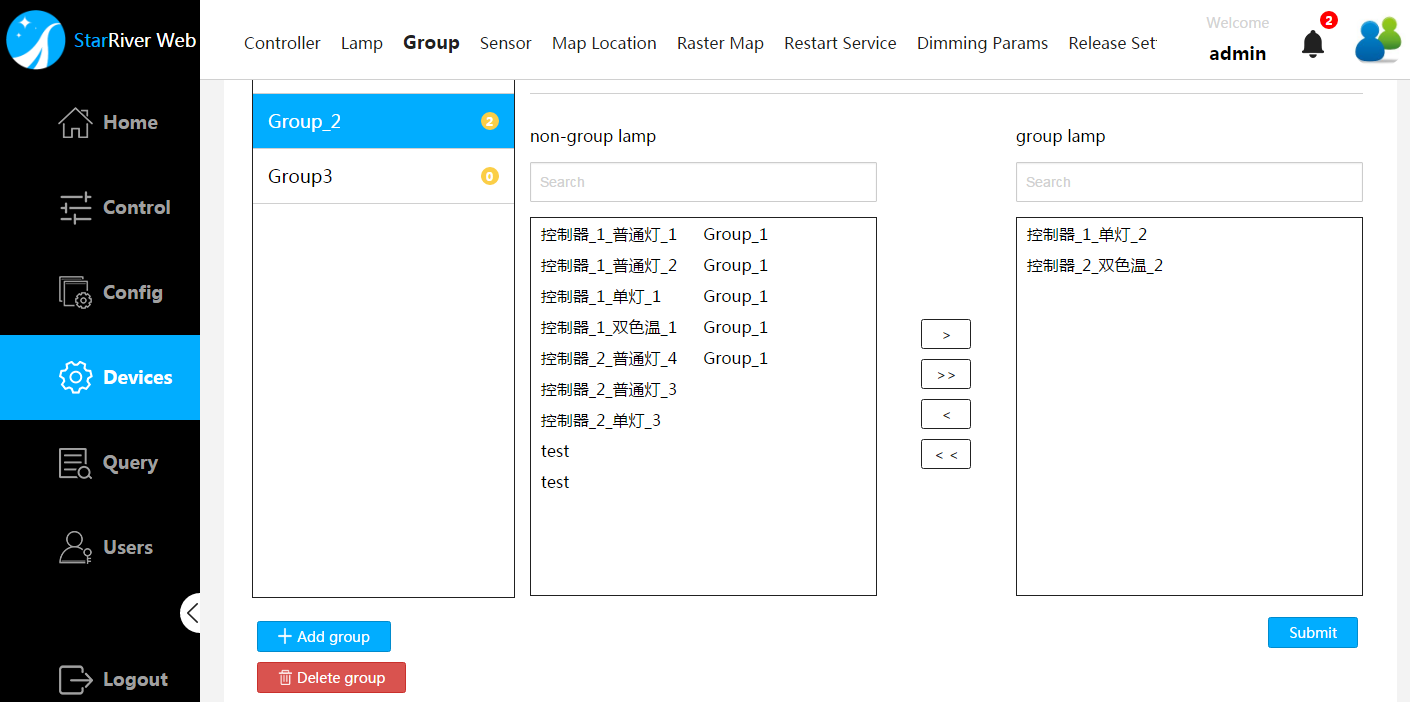 StarRiver Web
Controller Lamp Group Sensor Map Location Raster Map Restart Service Dimming Params Release Set
Welcome
admin
2
Home
Control
Config
Devices
Query
Users
Logout
Group_2 2
Group3 0
non-group lamp
Search
控制器_1_普通灯_1 Group_1
控制器_1_普通灯_2 Group_1
控制器_1_单灯_1 Group_1
控制器_1_双色温_1 Group_1
控制器_2_普通灯_4 Group_1
控制器_2_普通灯_3
控制器_2_单灯_3
test
test
>
>>
<
< <
group lamp
Search
控制器_1_单灯_2
控制器_2_双色温_2
Add group
Delete group
Submit